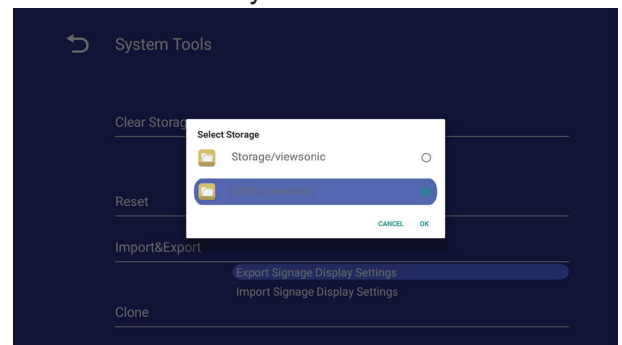 System Tools
Clear Storag
Select Storage
Storage/viewsonic
CANCEL OK
Reset
Import&Export
Export Signage Display Settings
Import Signage Display Settings
Clone